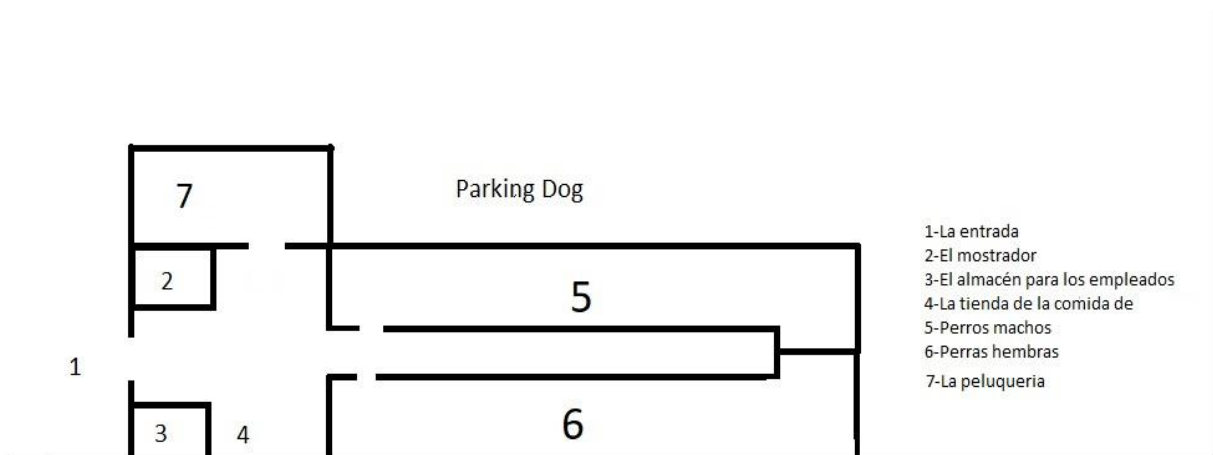 7
Parking Dog
2
5
1
3
4
6
1-La entrada
2-El mostrador
3-El almacén para los empleados
4-La tienda de la comida de
5-Perros machos
6-Perras hembras
7-La peluqueria